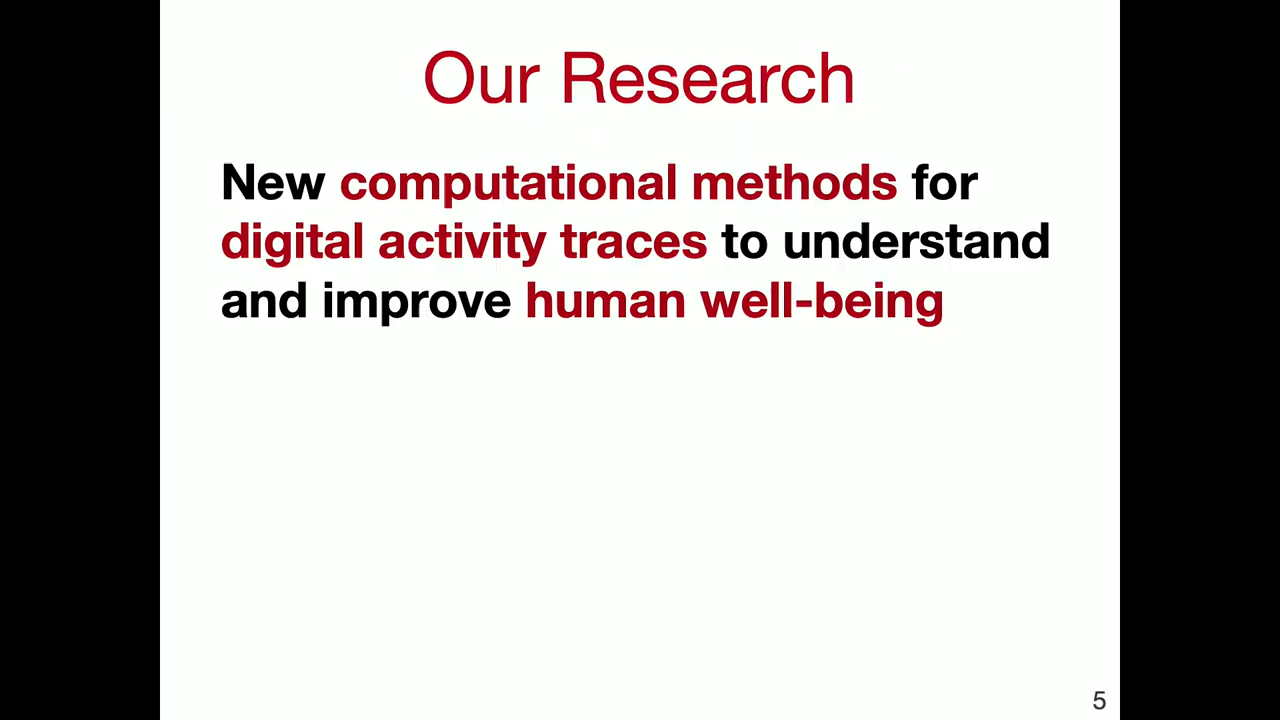 Our Research
New computational methods for
digital activity traces to understand
and improve human well-being
5